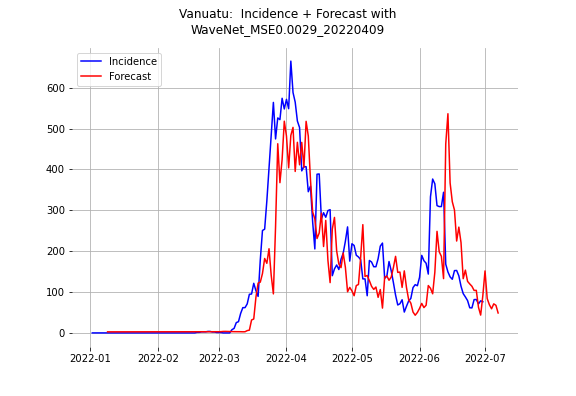 Vanuatu:  Incidence + Forecast with
WaveNet_MSE0.0029_20220409
Incidence
Forecast
600
500
400
300
200
100
0
2022-01 2022-02 2022-03 2022-04 2022-05 2022-06 2022-07